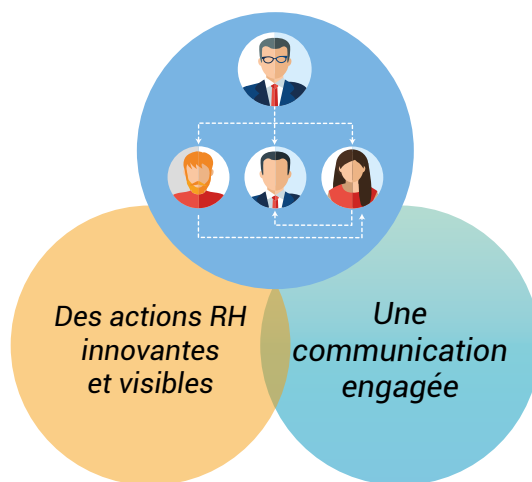 Des actions RH
innovantes
et visibles
Une
communication
engagée